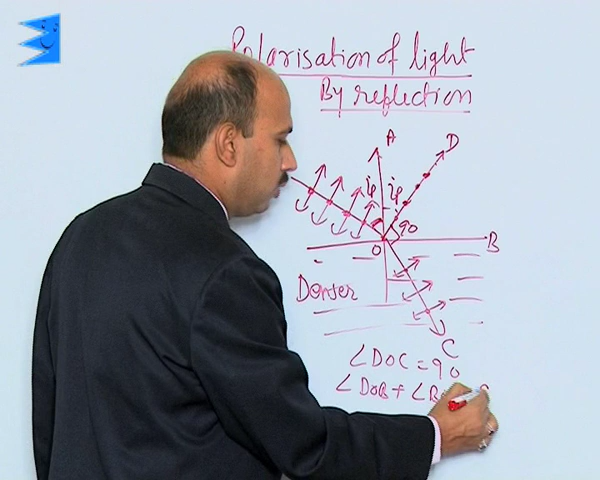 Polarisation of light
By reflection
A
D
ip ip
90
O
B
Denser
C
∠DOC = 90
∠DOB + ∠B